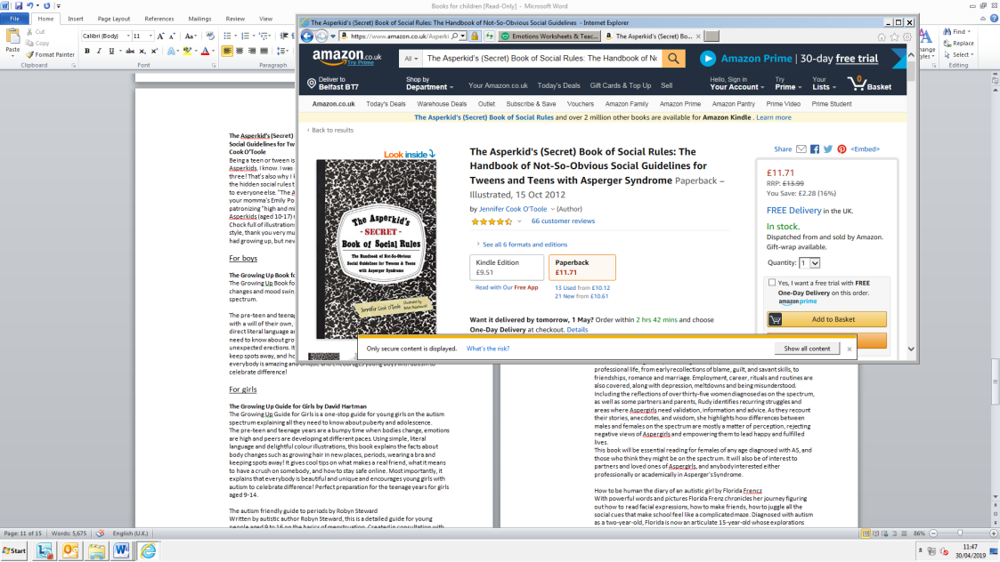 Books for children [Read-Only] - Microsoft Word
File Home Insert Page Layout References Mailings Review View
Paste
Cut
Copy
Format Painter
Clipboard
Calibri (Body) 11
Font
Paragraph
Find
Replace
Select
Editing
The Asperkid's (Secret) Book of Social Rules: The Handbook of Not-So-Obvious Social Guidelines - Internet Explorer
https://www.amazon.co.uk/Asperki
Emotions Worksheets & Teac...
The Asperkid's (Secret) Bo...
amazon.co.uk
Try Prime
All
The Asperkid's (Secret) Book of Social Rules: The Handbook of No
Amazon Prime | 30-day free trial
Deliver to
Belfast BT7
Shop by
Department
Your Amazon.co.uk Today's Deals Gift Cards & Top Up Sell
Hello, Sign in
Your Account
Try
Prime
Your
Lists
0
Basket
Amazon.co.uk Today's Deals Warehouse Deals Outlet Subscribe & Save Vouchers Amazon Family Amazon Prime Amazon Pantry Prime Video Prime Student
The Asperkid's (Secret) Book of Social Rules and over 2 million other books are available for Amazon Kindle . Learn more
‹ Back to results
Look inside
The Asperkid's
- SECRET -
Book of Social Rules
The Handbook of Not-So-Obvious
Social Guidelines for Tweens & Teens
with Asperger Syndrome
Jennifer Cook O'Toole
The Asperkid's (Secret) Book of Social Rules: The
Handbook of Not-So-Obvious Social Guidelines for
Tweens and Teens with Asperger Syndrome Paperback –
Illustrated, 15 Oct 2012
by Jennifer Cook O'Toole (Author)
66 customer reviews
See all 6 formats and editions
Kindle Edition
£9.51
Paperback
£11.71
Read with Our Free App
13 Used from £10.12
21 New from £10.61
Want it delivered by tomorrow, 1 May? Order within 2 hrs 42 mins and choose
One-Day Delivery at checkout. Details
Share <Embed>
£11.71
RRP: £13.99
You Save: £2.28 (16%)
FREE Delivery in the UK.
In stock.
Dispatched from and sold by Amazon.
Gift-wrap available.
Quantity: 1
Yes, I want a free trial with FREE
One-Day Delivery on this order.
amazonprime
Add to Basket
Only secure content is displayed. What's the risk?
Show all content
The Asperkid's (Secret)
Social Guidelines for Tw
Cook O'Toole
Being a teen or tween is
Asperkids, I know. I was
three! That's also why I
the hidden social rules t
to everyone else. "The A
your momma's Emily Po
patronizing "high and mi
Asperkids (aged 10-17)
Chock full of illustrations
style, thank you very mu
had growing up, but nev
For boys
The Growing Up Book fo
The Growing Up Book fo
changes and mood swin
spectrum.
The pre-teen and teenag
with a will of their own,
direct literal language a
need to know about gro
unexpected erections. It
keep spots away, and ho
everybody is amazing and unique and encourages young boys with autism to
celebrate difference!
For girls
The Growing Up Guide for Girls by David Hartman
The Growing Up Guide for Girls is a one-stop guide for young girls on the autism
spectrum explaining all they need to know about puberty and adolescence.
The pre-teen and teenage years are a bumpy time when bodies change, emotions
are high and peers are developing at different paces. Using simple, literal
language and delightful colour illustrations, this book explains the facts about
body changes such as growing hair in new places, periods, wearing a bra and
keeping spots away! It gives cool tips on what makes a real friend, what it means
to have a crush on somebody, and how to stay safe online. Most importantly, it
explains that everybody is beautiful and unique and encourages young girls with
autism to celebrate difference! Perfect preparation for the teenage years for girls
aged 9-14.
The autism friendly guide to periods by Robyn Steward
Written by autistic author Robyn Steward, this is a detailed guide for young
people aged 9 to 16 on the basics of menstruation. Created in consultation with
professional life, from early recollections of blame, guilt, and savant skills, to
friendships, romance and marriage. Employment, career, rituals and routines are
also covered, along with depression, meltdowns and being misunderstood.
Including the reflections of over thirty-five women diagnosed as on the spectrum,
as well as some partners and parents, Rudy identifies recurring struggles and
areas where Aspergirls need validation, information and advice. As they recount
their stories, anecdotes, and wisdom, she highlights how differences between
males and females on the spectrum are mostly a matter of perception, rejecting
negative views of Aspergirls and empowering them to lead happy and fulfilled
lives.
This book will be essential reading for females of any age diagnosed with AS, and
those who think they might be on the spectrum. It will also be of interest to
partners and loved ones of Aspergirls, and anybody interested either
professionally or academically in Asperger'sSyndrome.
How to be human the diary of an autistic girl by Florida Frencz
With powerful words and pictures Florida Frenz chronicles her journey figuring
out how to read facial expressions, how to make friends, how to juggle all the
social cues that make school feel like a complicated maze. Diagnosed with autism
as a two-year-old, Florida is now an articulate 15-year-old whose explorations
Page: 11 of 15 Words: 5,675 English (U.K.) 86%
Start
11:47
30/04/2019